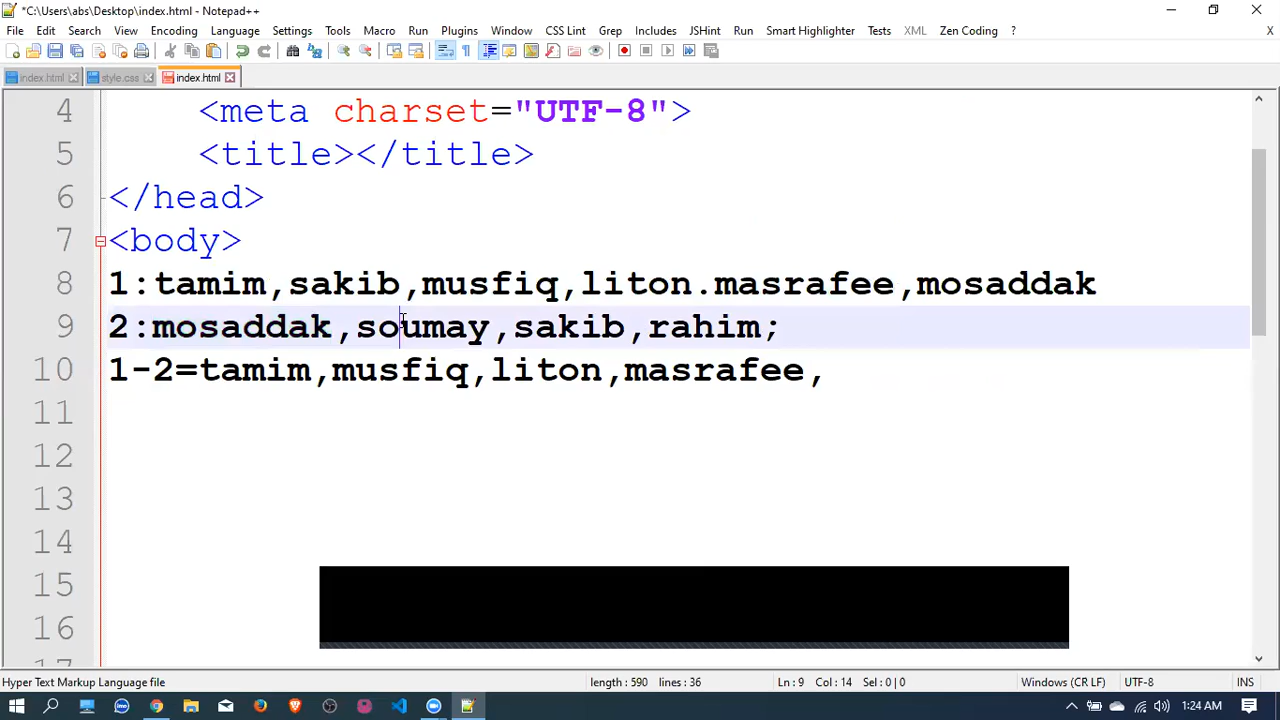 *C:\Users\abs\Desktop\index.html - Notepad++
File Edit Search View Encoding Language Settings Tools Macro Run Plugins Window CSS Lint Grep Includes JSHint Run Smart Highlighter Tests XML Zen Coding ? X
index.html style.css index.html
4 <meta charset="UTF-8">
5 <title></title>
6 </head>
7 <body>
8 1:tamim,sakib,musfiq,liton.masrafee,mosaddak
9 2:mosaddak,soumay,sakib,rahim;
10 1-2=tamim,musfiq,liton,masrafee,
11
12
13
14
15
16
17
Hyper Text Markup Language file length : 590 lines : 36 Ln : 9 Col : 14 Sel : 0 | 0 Windows (CR LF) UTF-8 INS
1:24 AM